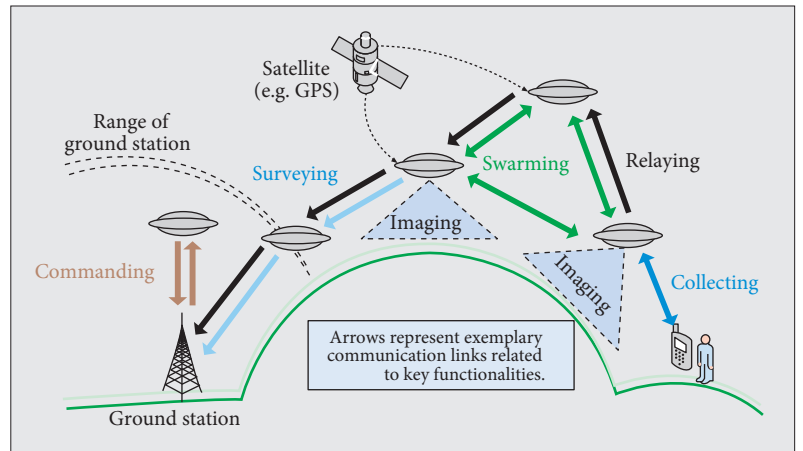 Satellite
(e.g. GPS)
Range of
ground station
Surveying
Swarming
Relaying
Imaging
Commanding
Imaging
Collecting
Arrows represent exemplary
communication links related
to key functionalities.
Ground station